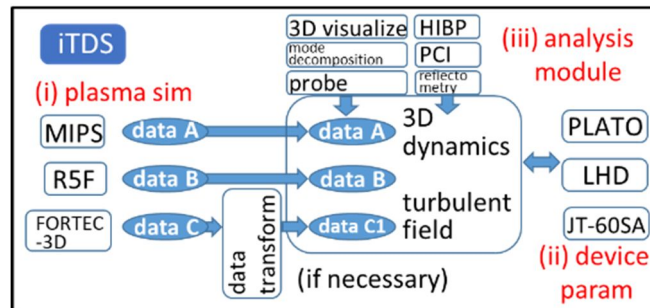 iTDS
3D visualize
mode
decomposition
probe
HIBP
PCI
reflecto
metry
(iii) analysis
module
(i) plasma sim
MIPS
data A
data A
3D
dynamics
PLATO
R5F
data B
data B
LHD
FORTEC
-3D
data C
data
transform
data C1
turbulent
field
JT-60SA
(if necessary)
(ii) device
param